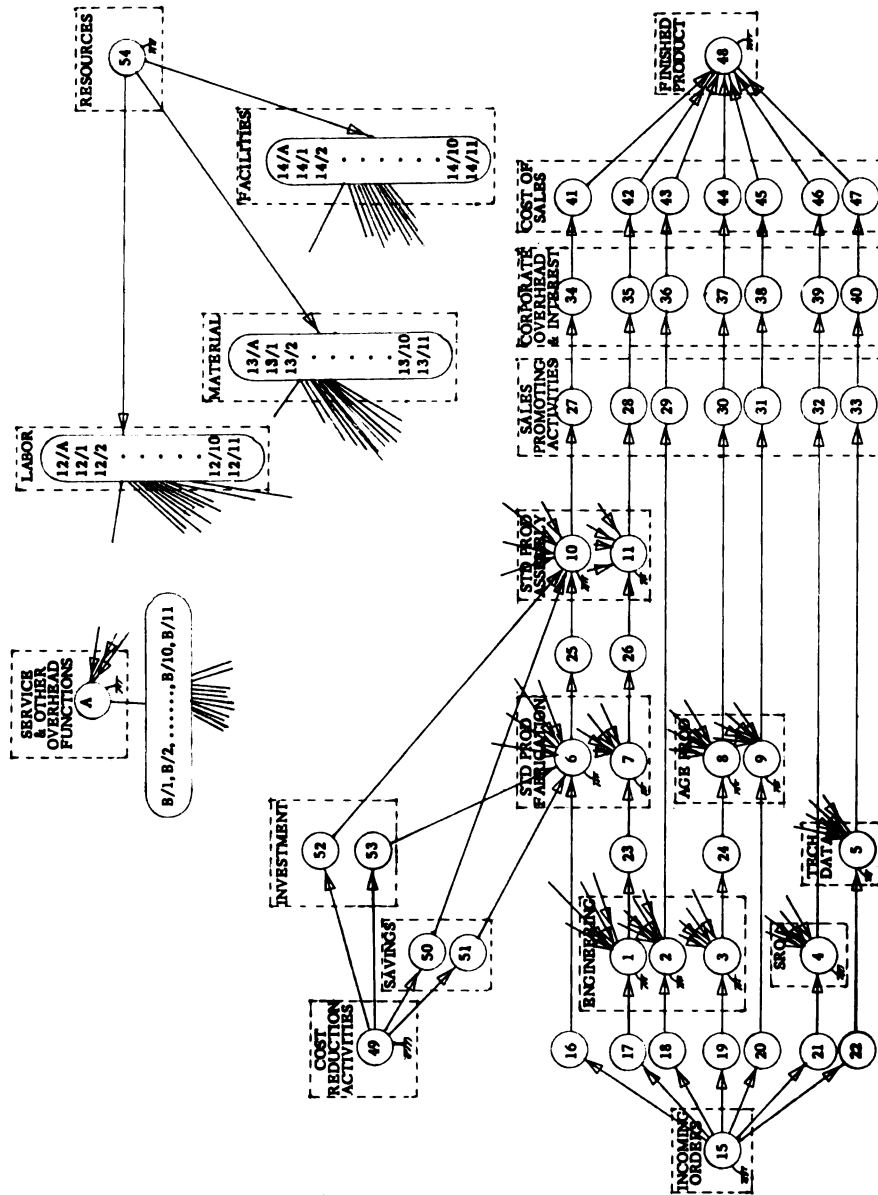 SERVICE
& OTHER
OVERHEAD
FUNCTIONS
A
B/1, B/2, ......, B/10, B/11
LABOR
12/A
12/1
12/2
. . . . . .
12/10
12/11
RESOURCES
54
MATERIAL
13/A
13/1
13/2
. . . . . .
13/10
13/11
FACILITIES
14/A
14/1
14/2
. . . . . .
14/10
14/11
COST
REDUCTION
ACTIVITIES
49
SAVINGS
50
51
INVESTMENT
52
53
INCOMING
ORDERS
15
16
17
18
19
20
21
22
ENGINEERING
1
2
3
SRO
4
TECH
DATA
5
23
24
STD PROD
FABRICATION
6
7
AGE PROD
8
9
25
26
STD PROD
ASSEMBLY
10
11
SALES
PROMOTING
ACTIVITIES
27
28
29
30
31
32
33
CORPORATE
OVERHEAD
& INTEREST
34
35
36
37
38
39
40
COST OF
SALES
41
42
43
44
45
46
47
FINISHED
PRODUCT
48